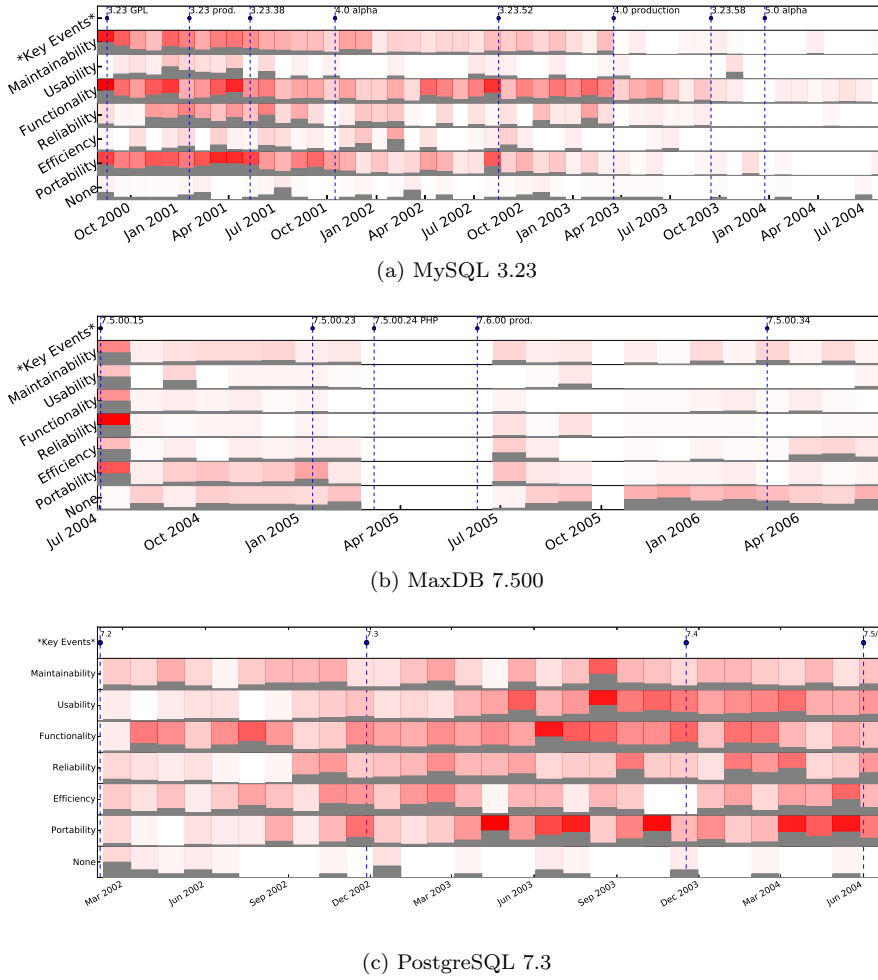 3.23 GPL 3.23 prod. 3.23.38 4.0 alpha 3.23.52 4.0 production 3.23.58 5.0 alpha
*Key Events*
Maintainability
Usability
Functionality
Reliability
Efficiency
Portability
None
Oct 2000 Jan 2001 Apr 2001 Jul 2001 Oct 2001 Jan 2002 Apr 2002 Jul 2002 Oct 2002 Jan 2003 Apr 2003 Jul 2003 Oct 2003 Jan 2004 Apr 2004 Jul 2004
(a) MySQL 3.23
7.5.00.15 7.5.00.23 7.5.00.24 PHP 7.6.00 prod. 7.5.00.34
*Key Events*
Maintainability
Usability
Functionality
Reliability
Efficiency
Portability
None
Jul 2004 Oct 2004 Jan 2005 Apr 2005 Jul 2005 Oct 2005 Jan 2006 Apr 2006
(b) MaxDB 7.500
7.2 7.3 7.4 7.5/
*Key Events*
Maintainability
Usability
Functionality
Reliability
Efficiency
Portability
None
Mar 2002 Jun 2002 Sep 2002 Dec 2002 Mar 2003 Jun 2003 Sep 2003 Dec 2003 Mar 2004 Jun 2004
(c) PostgreSQL 7.3